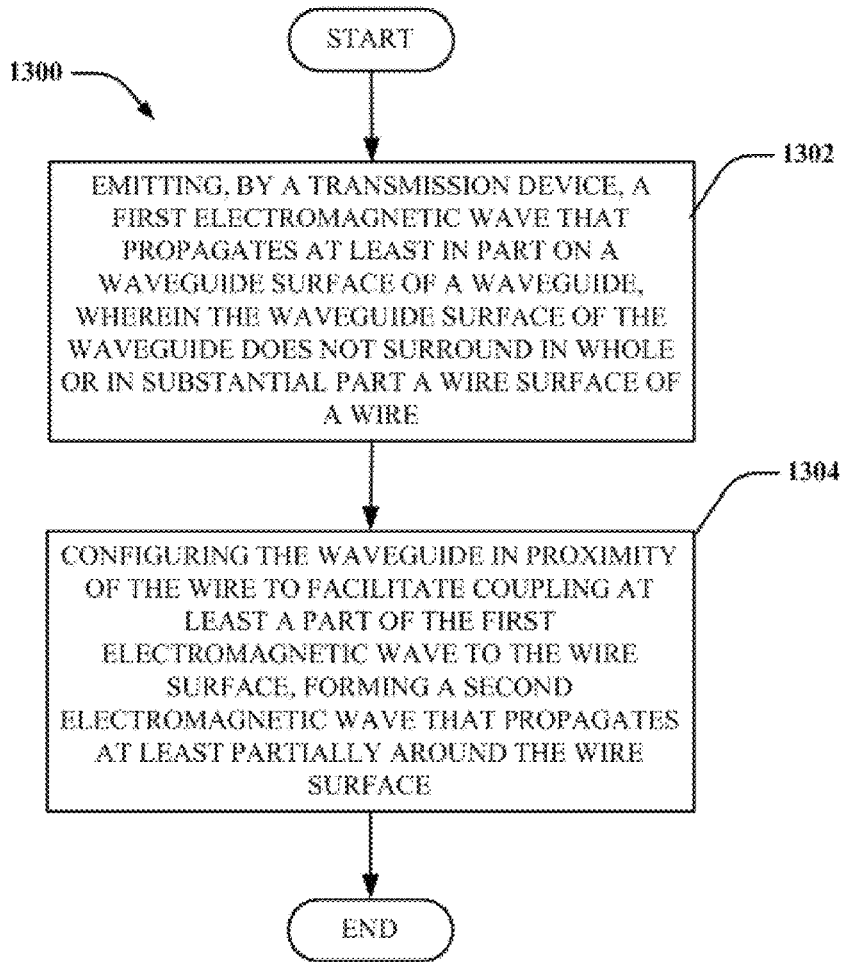 START
1300
1302
EMITTING, BY A TRANSMISSION DEVICE, A
FIRST ELECTROMAGNETIC WAVE THAT
PROPAGATES AT LEAST IN PART ON A
WAVEGUIDE SURFACE OF A WAVEGUIDE,
WHEREIN THE WAVEGUIDE SURFACE OF THE
WAVEGUIDE DOES NOT SURROUND IN WHOLE
OR IN SUBSTANTIAL PART A WIRE SURFACE OF
A WIRE
1304
CONFIGURING THE WAVEGUIDE IN PROXIMITY
OF THE WIRE TO FACILITATE COUPLING AT
LEAST A PART OF THE FIRST
ELECTROMAGNETIC WAVE TO THE WIRE
SURFACE, FORMING A SECOND
ELECTROMAGNETIC WAVE THAT PROPAGATES
AT LEAST PARTIALLY AROUND THE WIRE
SURFACE
END